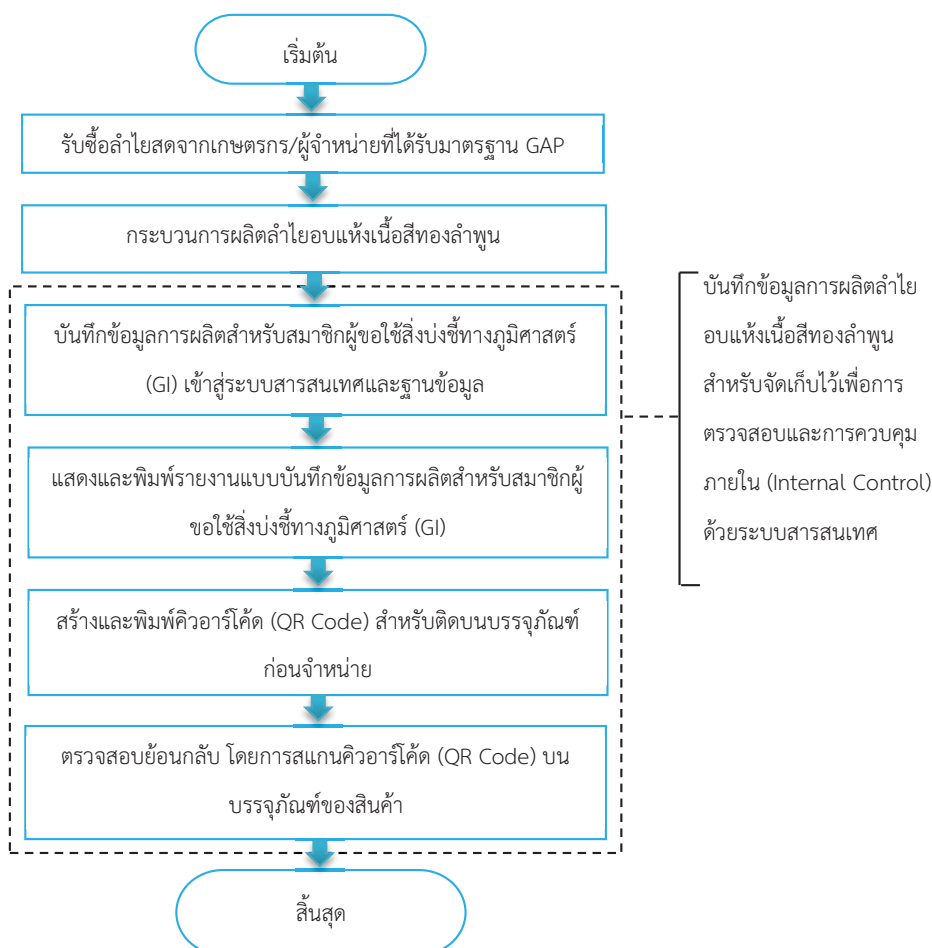 เริ่มต้น
รับซื้อลำไยสดจากเกษตรกร/ผู้จำหน่ายที่ได้รับมาตรฐาน GAP
กระบวนการผลิตลำไยอบแห้งเนื้อสีทองลำพูน
บันทึกข้อมูลการผลิตสำหรับสมาชิกผู้ขอใช้สิ่งบ่งชี้ทางภูมิศาสตร์
(GI) เข้าสู่ระบบสารสนเทศและฐานข้อมูล
แสดงและพิมพ์รายงานแบบบันทึกข้อมูลการผลิตสำหรับสมาชิกผู้
ขอใช้สิ่งบ่งชี้ทางภูมิศาสตร์ (GI)
สร้างและพิมพ์คิวอาร์โค้ด (QR Code) สำหรับติดบนบรรจุภัณฑ์
ก่อนจำหน่าย
ตรวจสอบย้อนกลับ โดยการสแกนคิวอาร์โค้ด (QR Code) บน
บรรจุภัณฑ์ของสินค้า
สิ้นสุด
บันทึกข้อมูลการผลิตลำไย
อบแห้งเนื้อสีทองลำพูน
สำหรับจัดเก็บไว้เพื่อการ
ตรวจสอบและการควบคุม
ภายใน (Internal Control)
ด้วยระบบสารสนเทศ